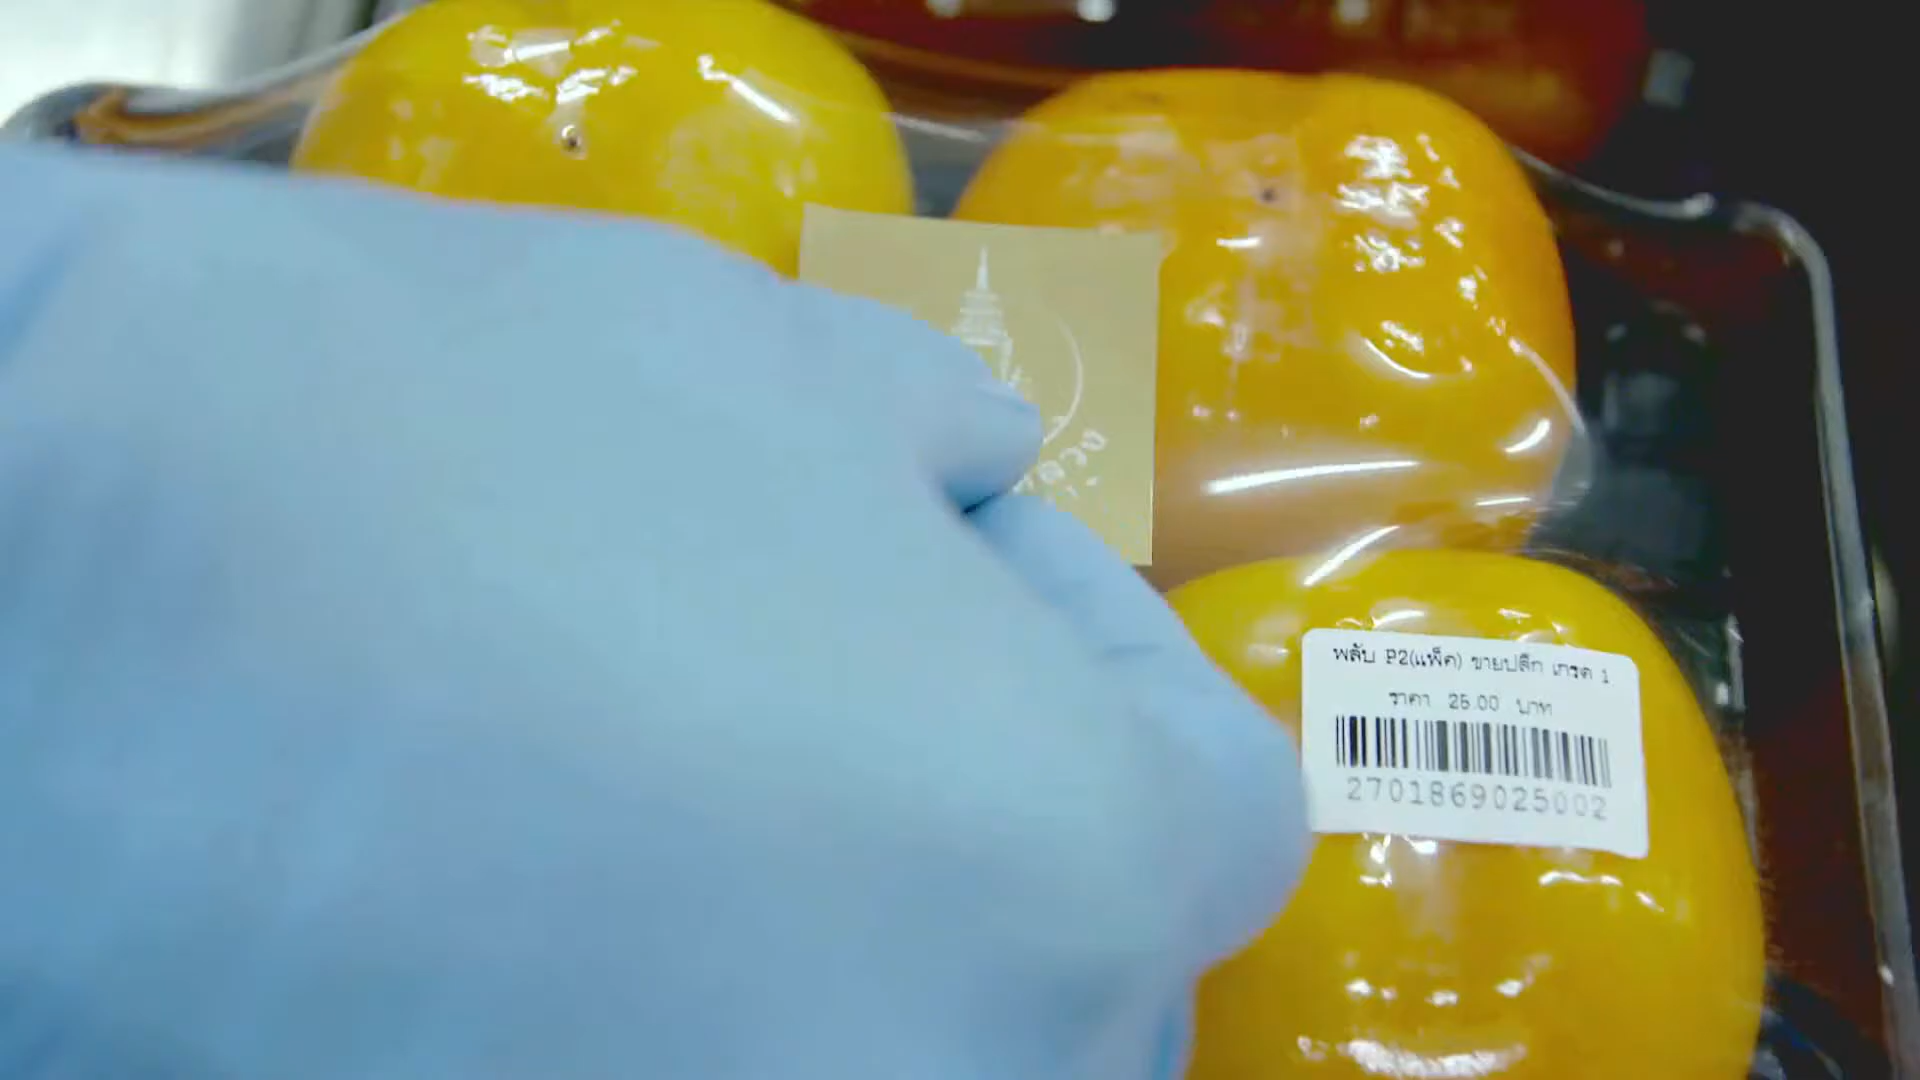 พลับ P2(แพ็ค) ขายปลีก เกรด 1
ราคา 25.00 บาท
2701869025002